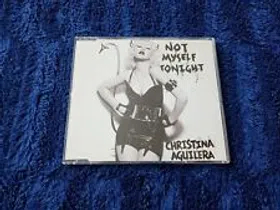 NOT
MYSELF
TONIGHT
CHRISTINA
AGUILERA